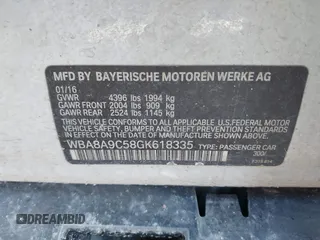 MFD BY BAYERISCHE MOTOREN WERKE AG
01/16
GVWR 4396 lbs 1994 kg
GAWR FRONT 2004 lbs 909 kg
GAWR REAR 2524 lbs 1145 kg
THIS VEHICLE CONFORMS TO ALL APPLICABLE U.S. FEDERAL MOTOR
VEHICLE SAFETY, BUMPER, AND THEFT PREVENTION STANDARDS
IN EFFECT ON THE DATE OF MANUFACTURE SHOWN ABOVE.
WBA8A9C58GK618335 TYPE: PASSENGER CAR
DREAMBID